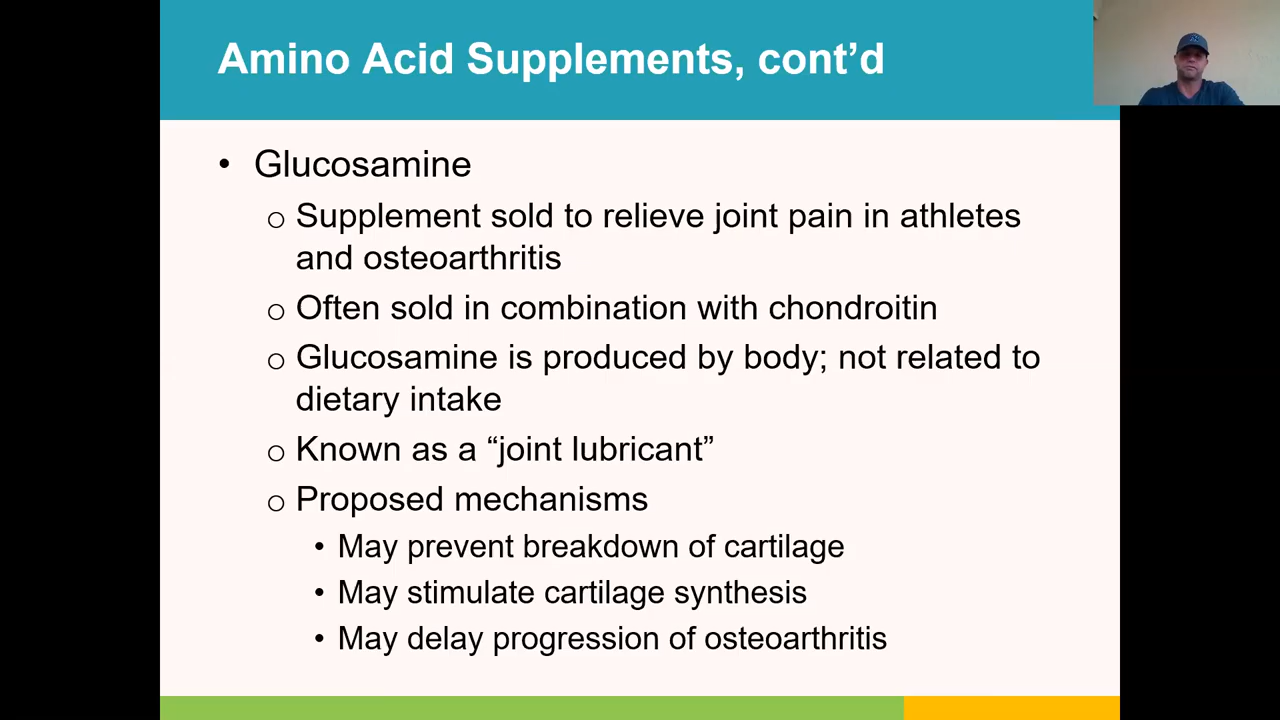 Amino Acid Supplements, cont’d
• Glucosamine
o Supplement sold to relieve joint pain in athletes
and osteoarthritis
o Often sold in combination with chondroitin
o Glucosamine is produced by body; not related to
dietary intake
o Known as a “joint lubricant”
o Proposed mechanisms
• May prevent breakdown of cartilage
• May stimulate cartilage synthesis
• May delay progression of osteoarthritis